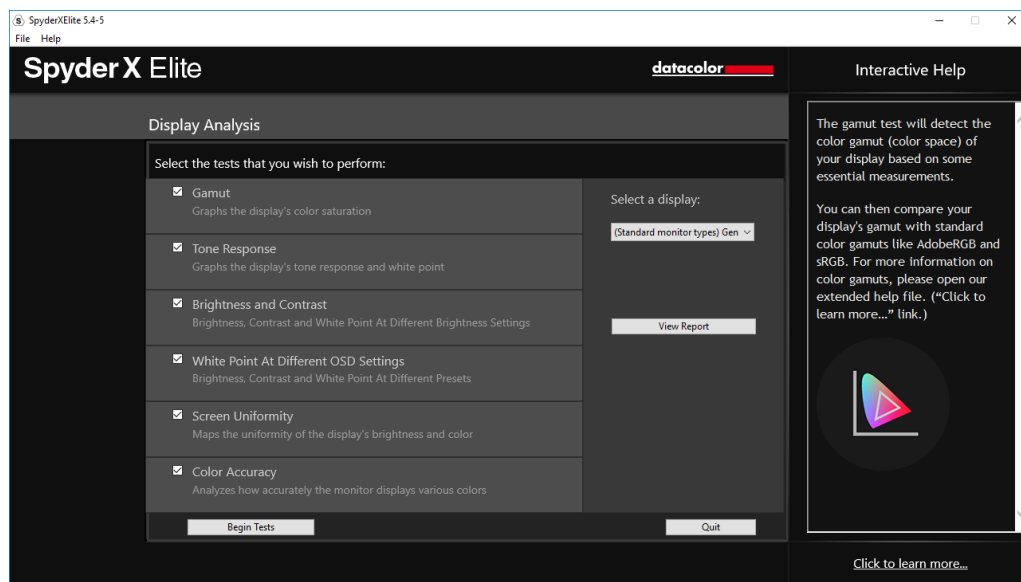 SpyderXElite 5.4-5
File Help
Spyder X Elite
datacolor
Interactive Help
Display Analysis
Select the tests that you wish to perform:
Gamut
Graphs the display's color saturation
Tone Response
Graphs the display's tone response and white point
Brightness and Contrast
Brightness, Contrast and White Point At Different Brightness Settings
White Point At Different OSD Settings
Brightness, Contrast and White Point At Different Presets
Screen Uniformity
Maps the uniformity of the display's brightness and color
Color Accuracy
Analyzes how accurately the monitor displays various colors
Begin Tests
Select a display:
(Standard monitor types) Gen
View Report
Quit
The gamut test will detect the
color gamut (color space) of
your display based on some
essential measurements.
You can then compare your
display's gamut with standard
color gamuts like AdobeRGB and
sRGB. For more information on
color gamuts, please open our
extended help file. (“Click to
learn more...” link.)
Click to learn more...